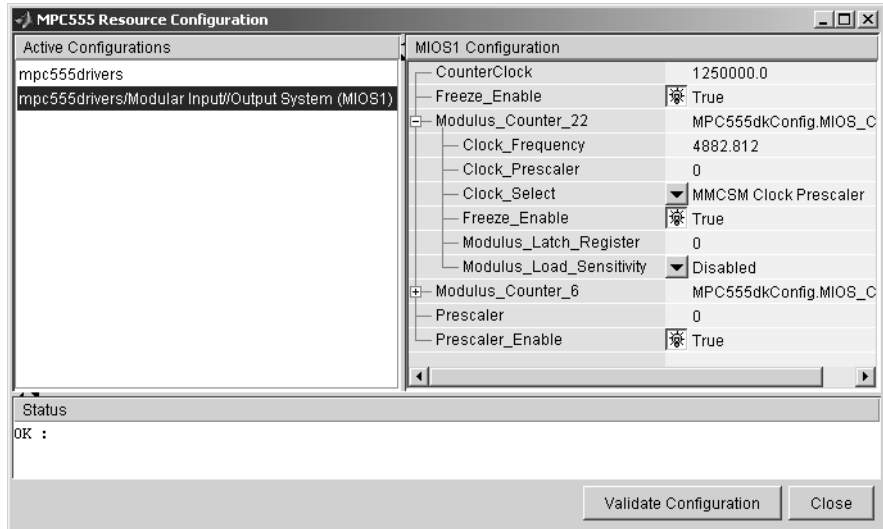 MPC555 Resource Configuration
Active Configurations
mpc555drivers
mpc555drivers/Modular Input//Output System (MIOS1)
MIOS1 Configuration
CounterClock 1250000.0
Freeze_Enable True
Modulus_Counter_22 MPC555dkConfig.MIOS_C
Clock_Frequency 4882.812
Clock_Prescaler 0
Clock_Select MMCSM Clock Prescaler
Freeze_Enable True
Modulus_Latch_Register 0
Modulus_Load_Sensitivity Disabled
Modulus_Counter_6 MPC555dkConfig.MIOS_C
Prescaler 0
Prescaler_Enable True
Status
OK :
Validate Configuration Close